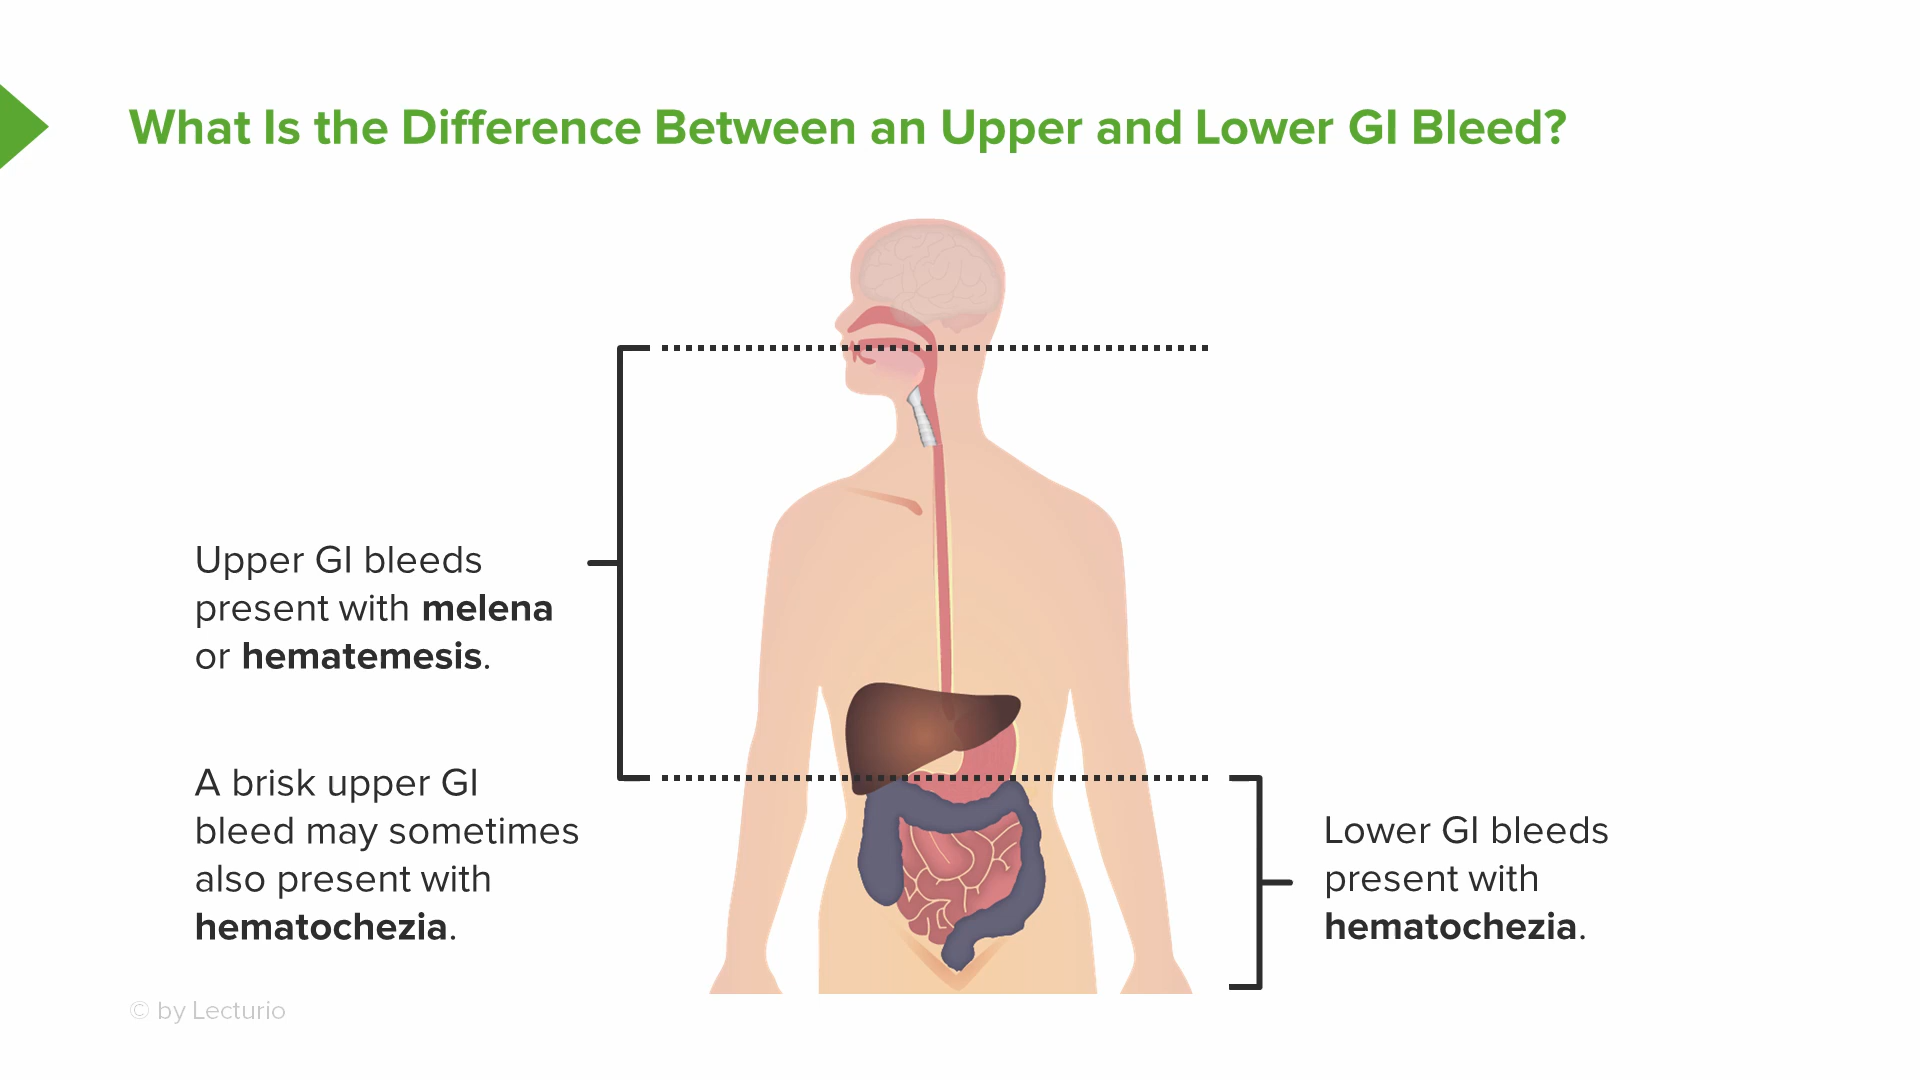 What Is the Difference Between an Upper and Lower GI Bleed?
Upper GI bleeds
present with melena
or hematemesis.
A brisk upper GI
bleed may sometimes
also present with
hematochezia.
Lower GI bleeds
present with
hematochezia.
© by Lecturio